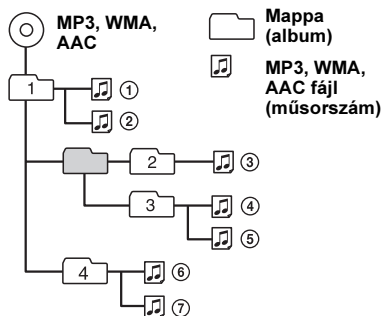 MP3, WMA,
AAC
Mappa
(album)
MP3, WMA,
AAC fájl
(műsorszám)
1
①
②
2
③
3
④
⑤
4
⑥
⑦